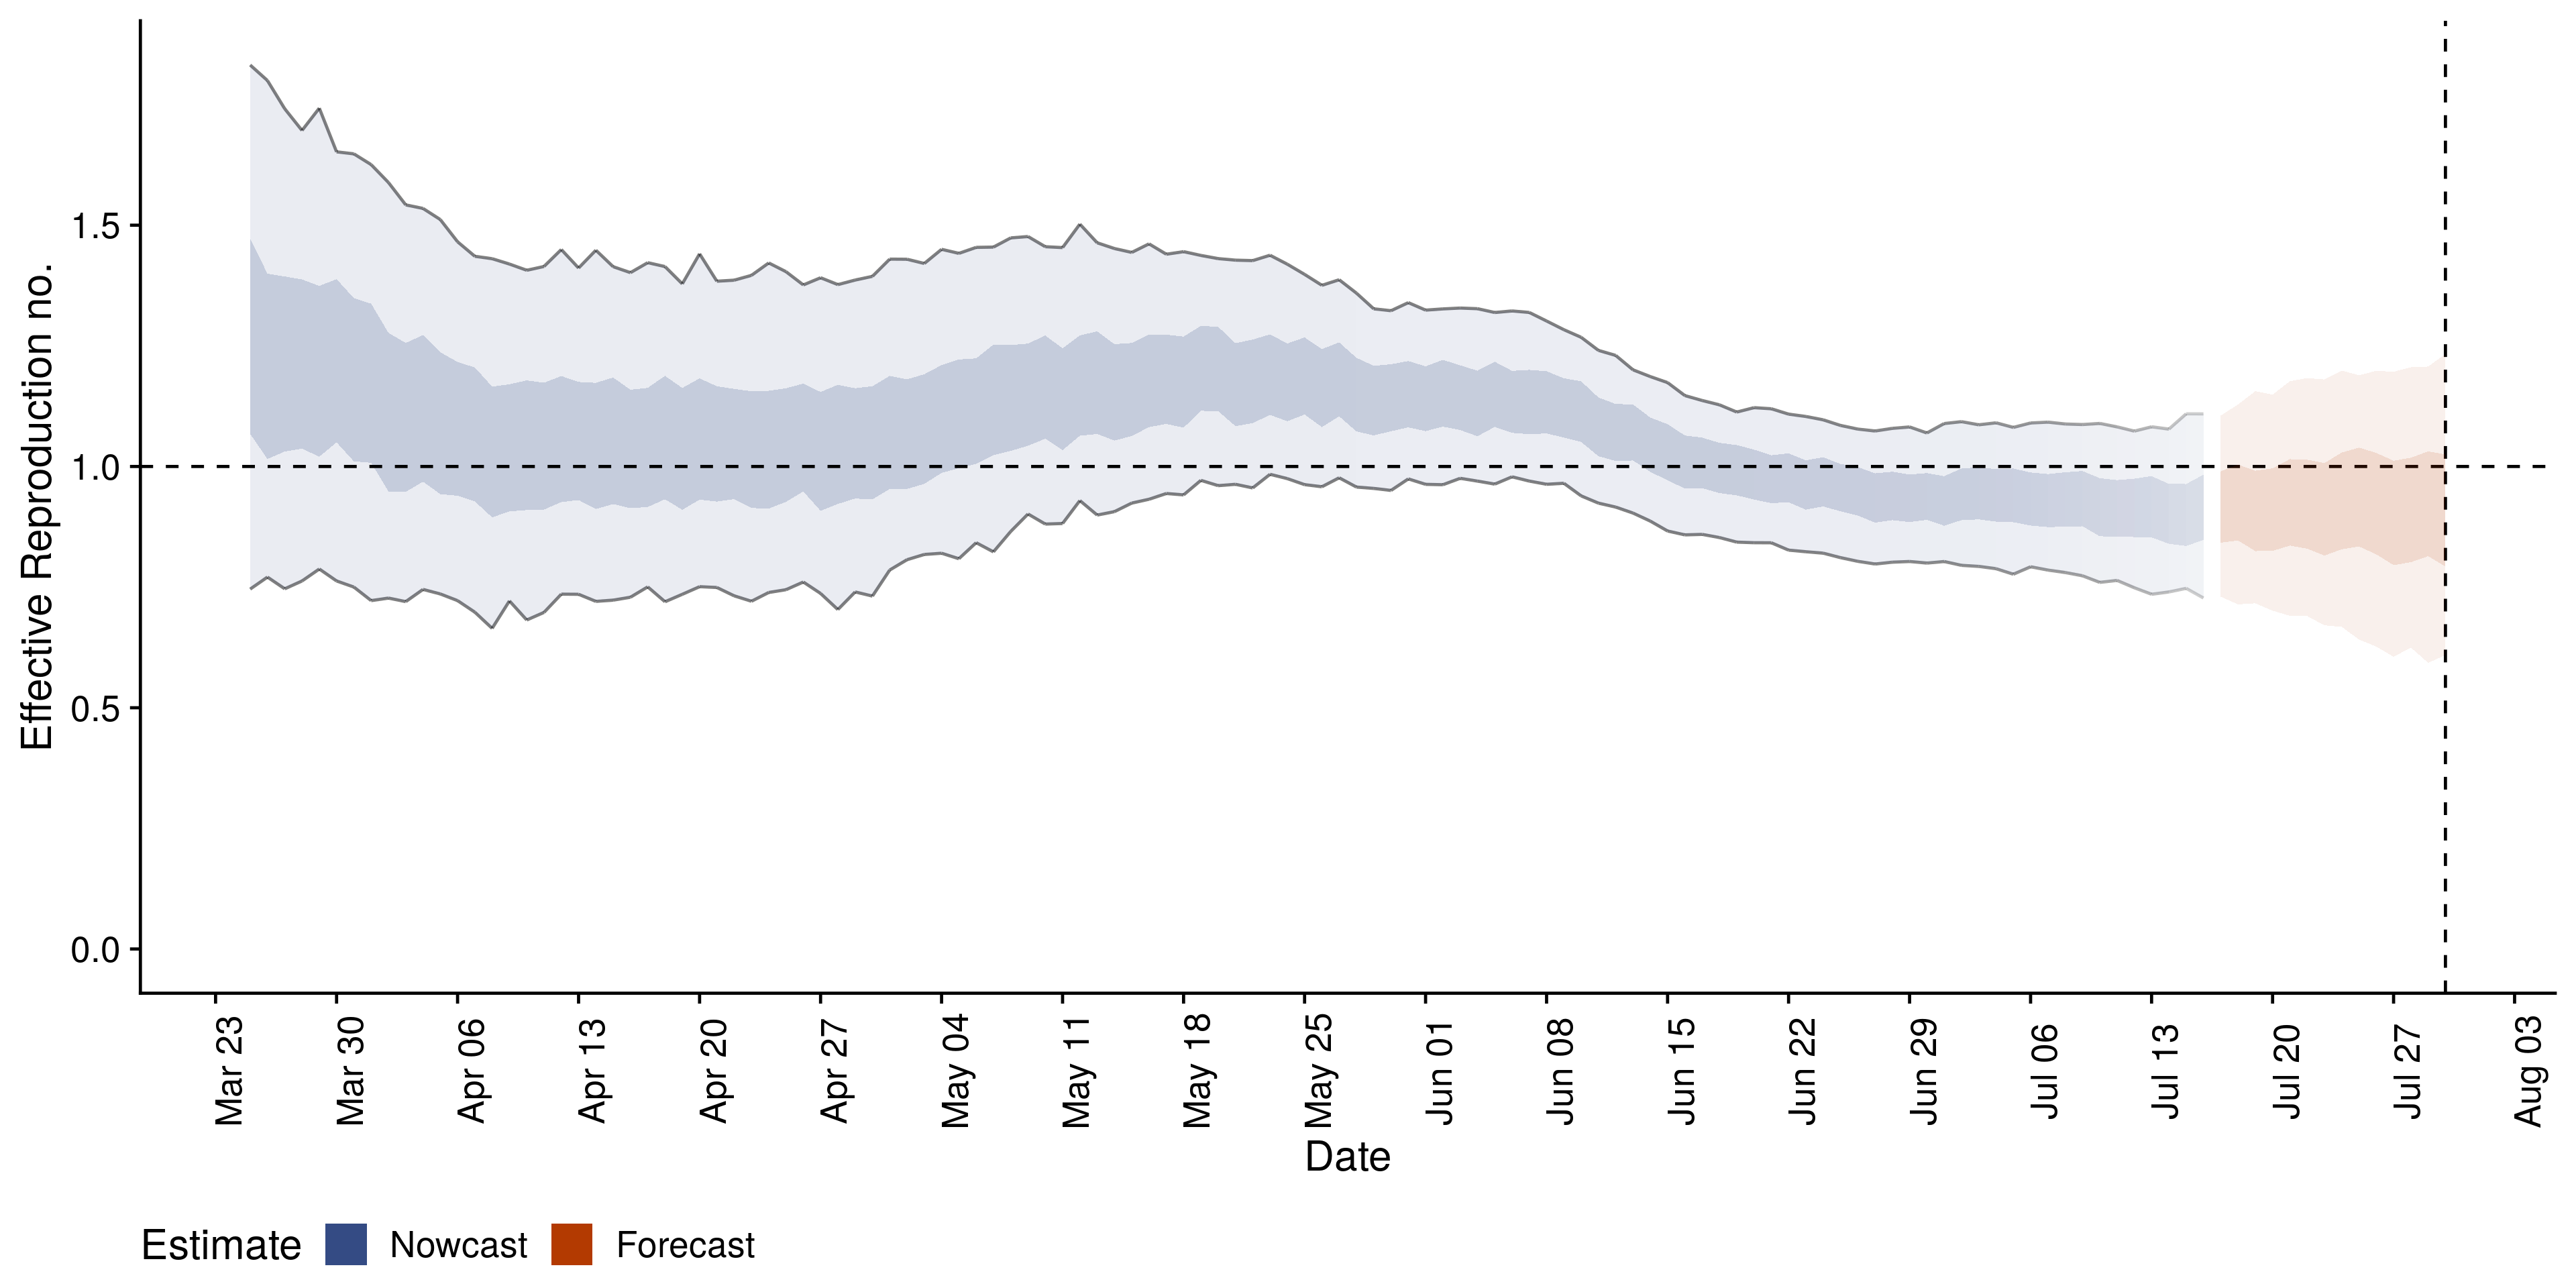 Effective Reproduction no.
1.5
1.0
0.5
0.0
Mar 23
Mar 30
Apr 06
Apr 13
Apr 20
Apr 27
May 04
May 11
May 18
May 25
Jun 01
Jun 08
Jun 15
Jun 22
Jun 29
Jul 06
Jul 13
Jul 20
Jul 27
Aug 03
Date
Estimate Nowcast Forecast